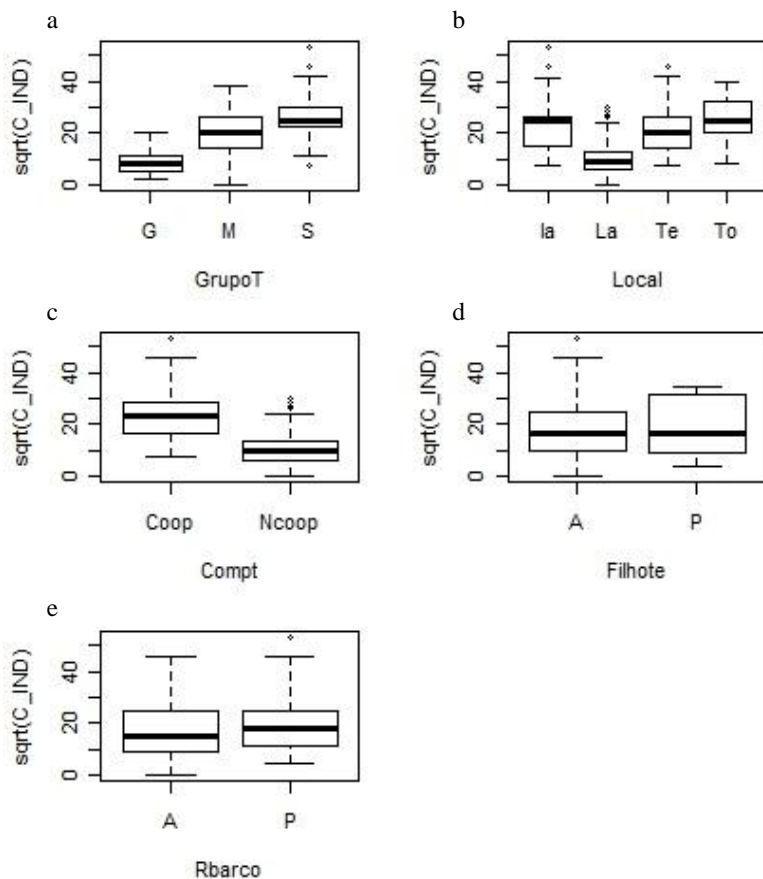 a
sqrt(C_IND)
0 20 40
G M S
GrupoT
b
sqrt(C_IND)
0 20 40
Ia La Te To
Local
c
sqrt(C_IND)
0 20 40
Coop Ncoop
Compt
d
sqrt(C_IND)
0 20 40
A P
Filhote
e
sqrt(C_IND)
0 20 40
A P
Rbarco